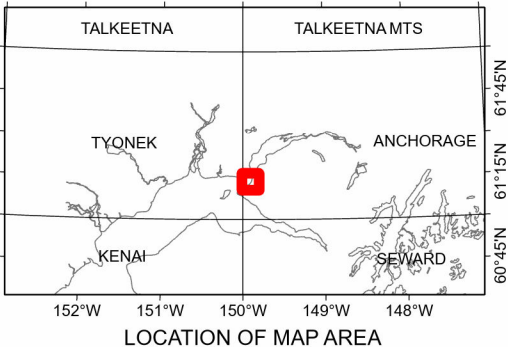 TALKEETNA TALKEETNA MTS
61°45'N
TYONEK ANCHORAGE
61°15'N
KENAI SEWARD
60°45'N
152°W 151°W 150°W 149°W 148°W
LOCATION OF MAP AREA